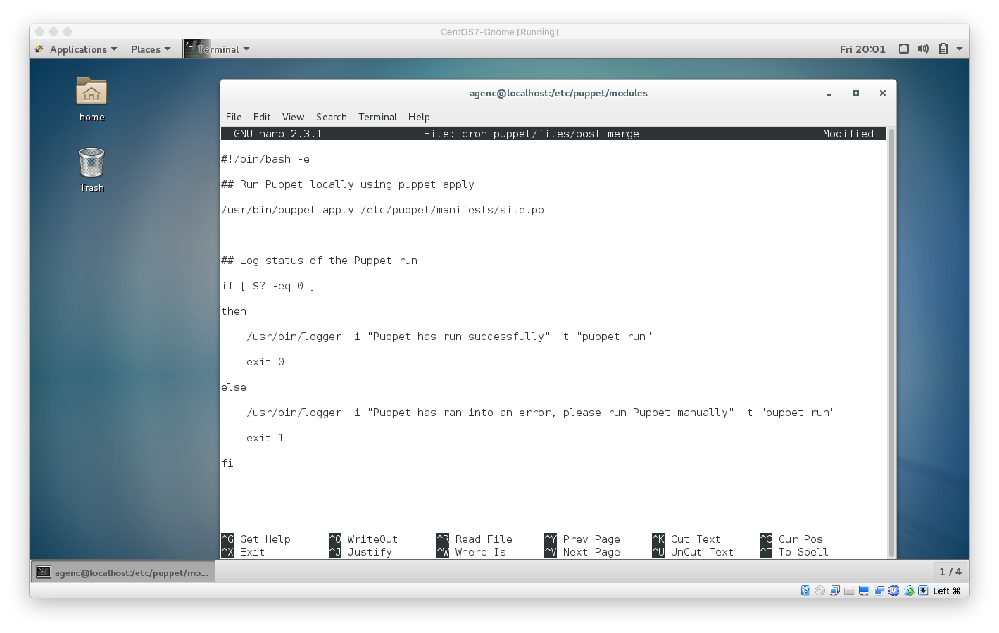 CentOS7-Gnome [Running]
Applications Places Terminal Fri 20:01
home
Trash
agenc@localhost:/etc/puppet/modules
File Edit View Search Terminal Help
GNU nano 2.3.1 File: cron-puppet/files/post-merge Modified
#!/bin/bash -e
## Run Puppet locally using puppet apply
/usr/bin/puppet apply /etc/puppet/manifests/site.pp
## Log status of the Puppet run
if [ $? -eq 0 ]
then
/usr/bin/logger -i "Puppet has run successfully" -t "puppet-run"
exit 0
else
/usr/bin/logger -i "Puppet has ran into an error, please run Puppet manually" -t "puppet-run"
exit 1
fi
^G Get Help ^O WriteOut ^R Read File ^Y Prev Page ^K Cut Text ^C Cur Pos
^X Exit ^J Justify ^W Where Is ^V Next Page ^U UnCut Text ^T To Spell
agenc@localhost:/etc/puppet/mo... 1 / 4
Left ⌘